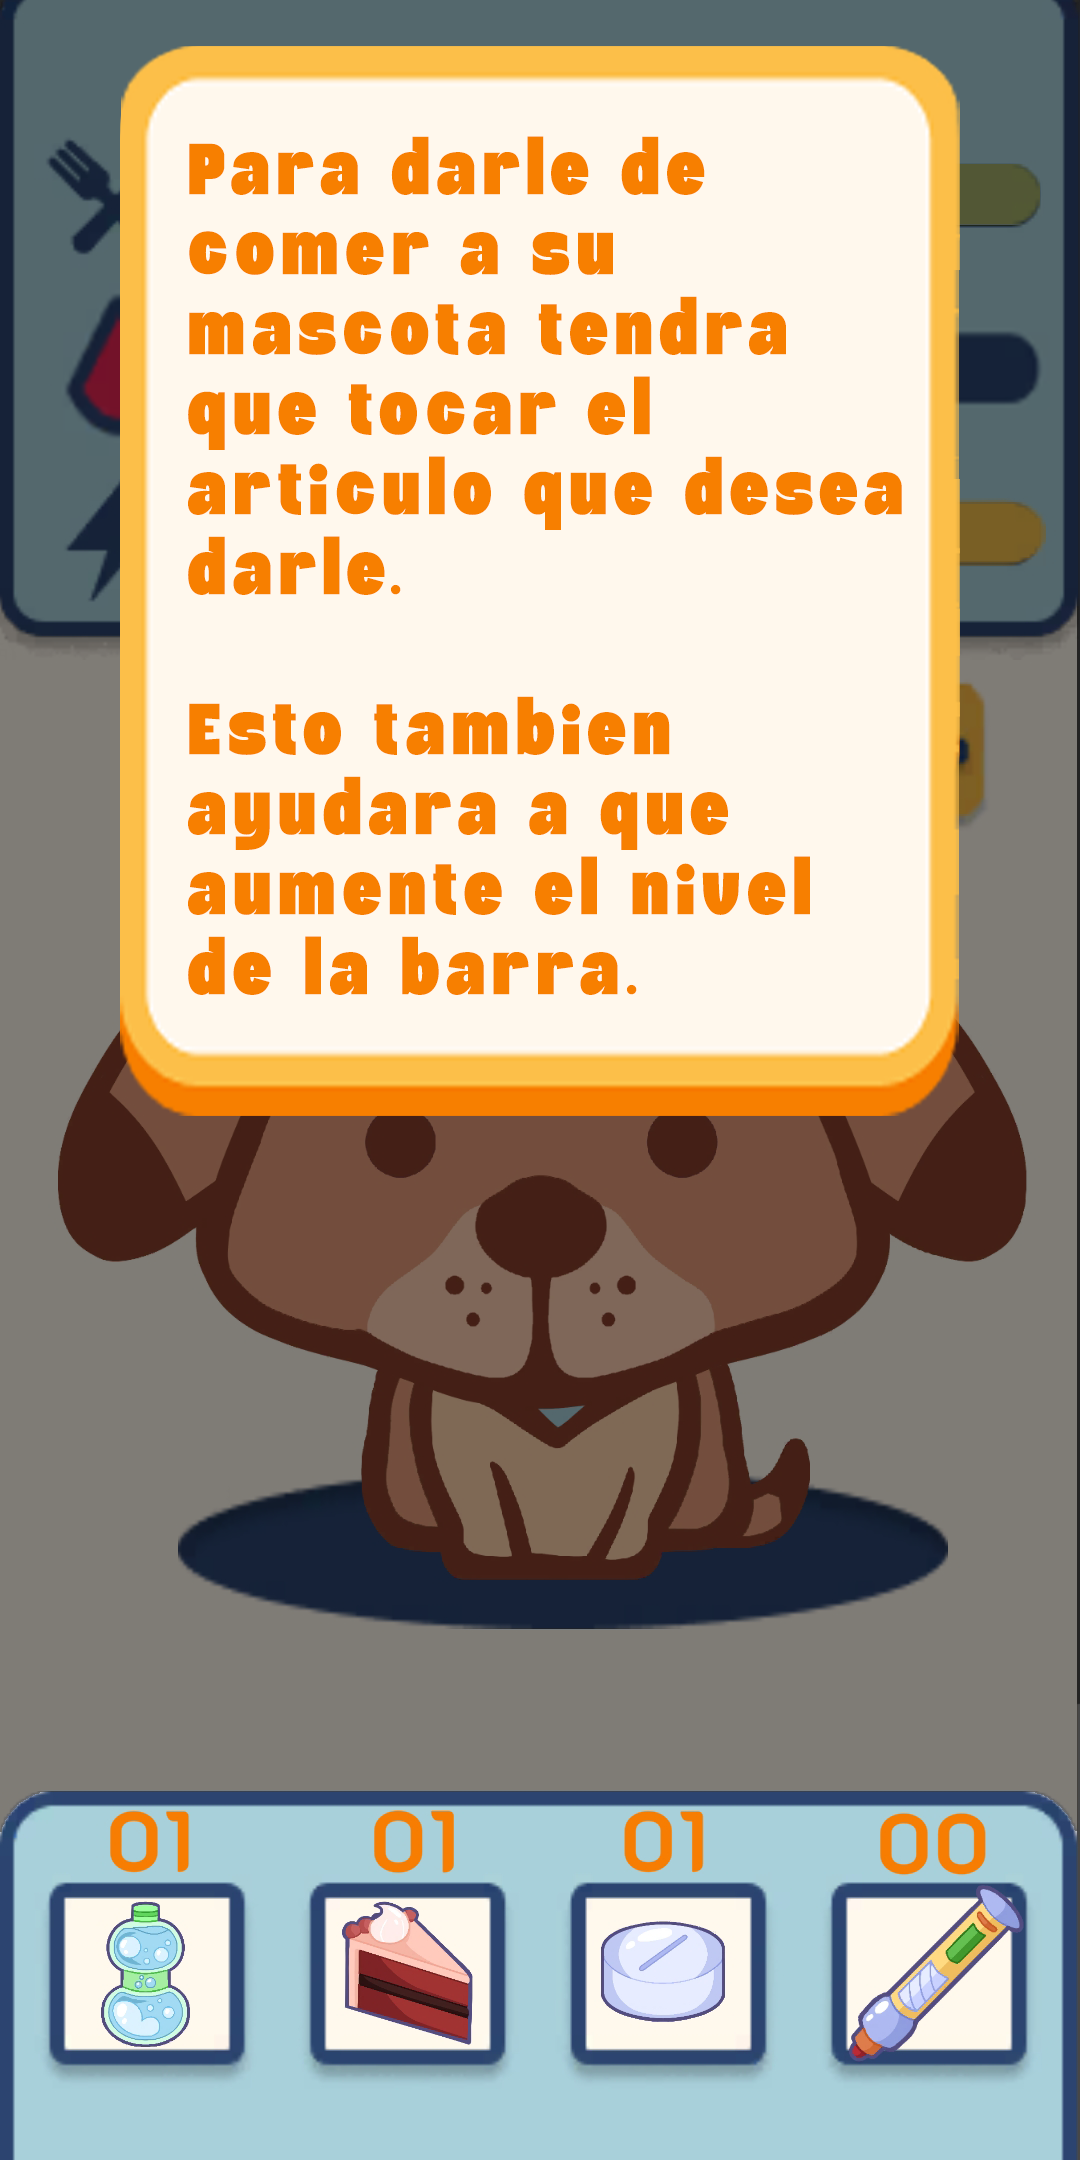 Para darle de
comer a su
mascota tendra
que tocar el
articulo que desea
darle.
Esto tambien
ayudara a que
aumente el nivel
de la barra.
01 01 01 00